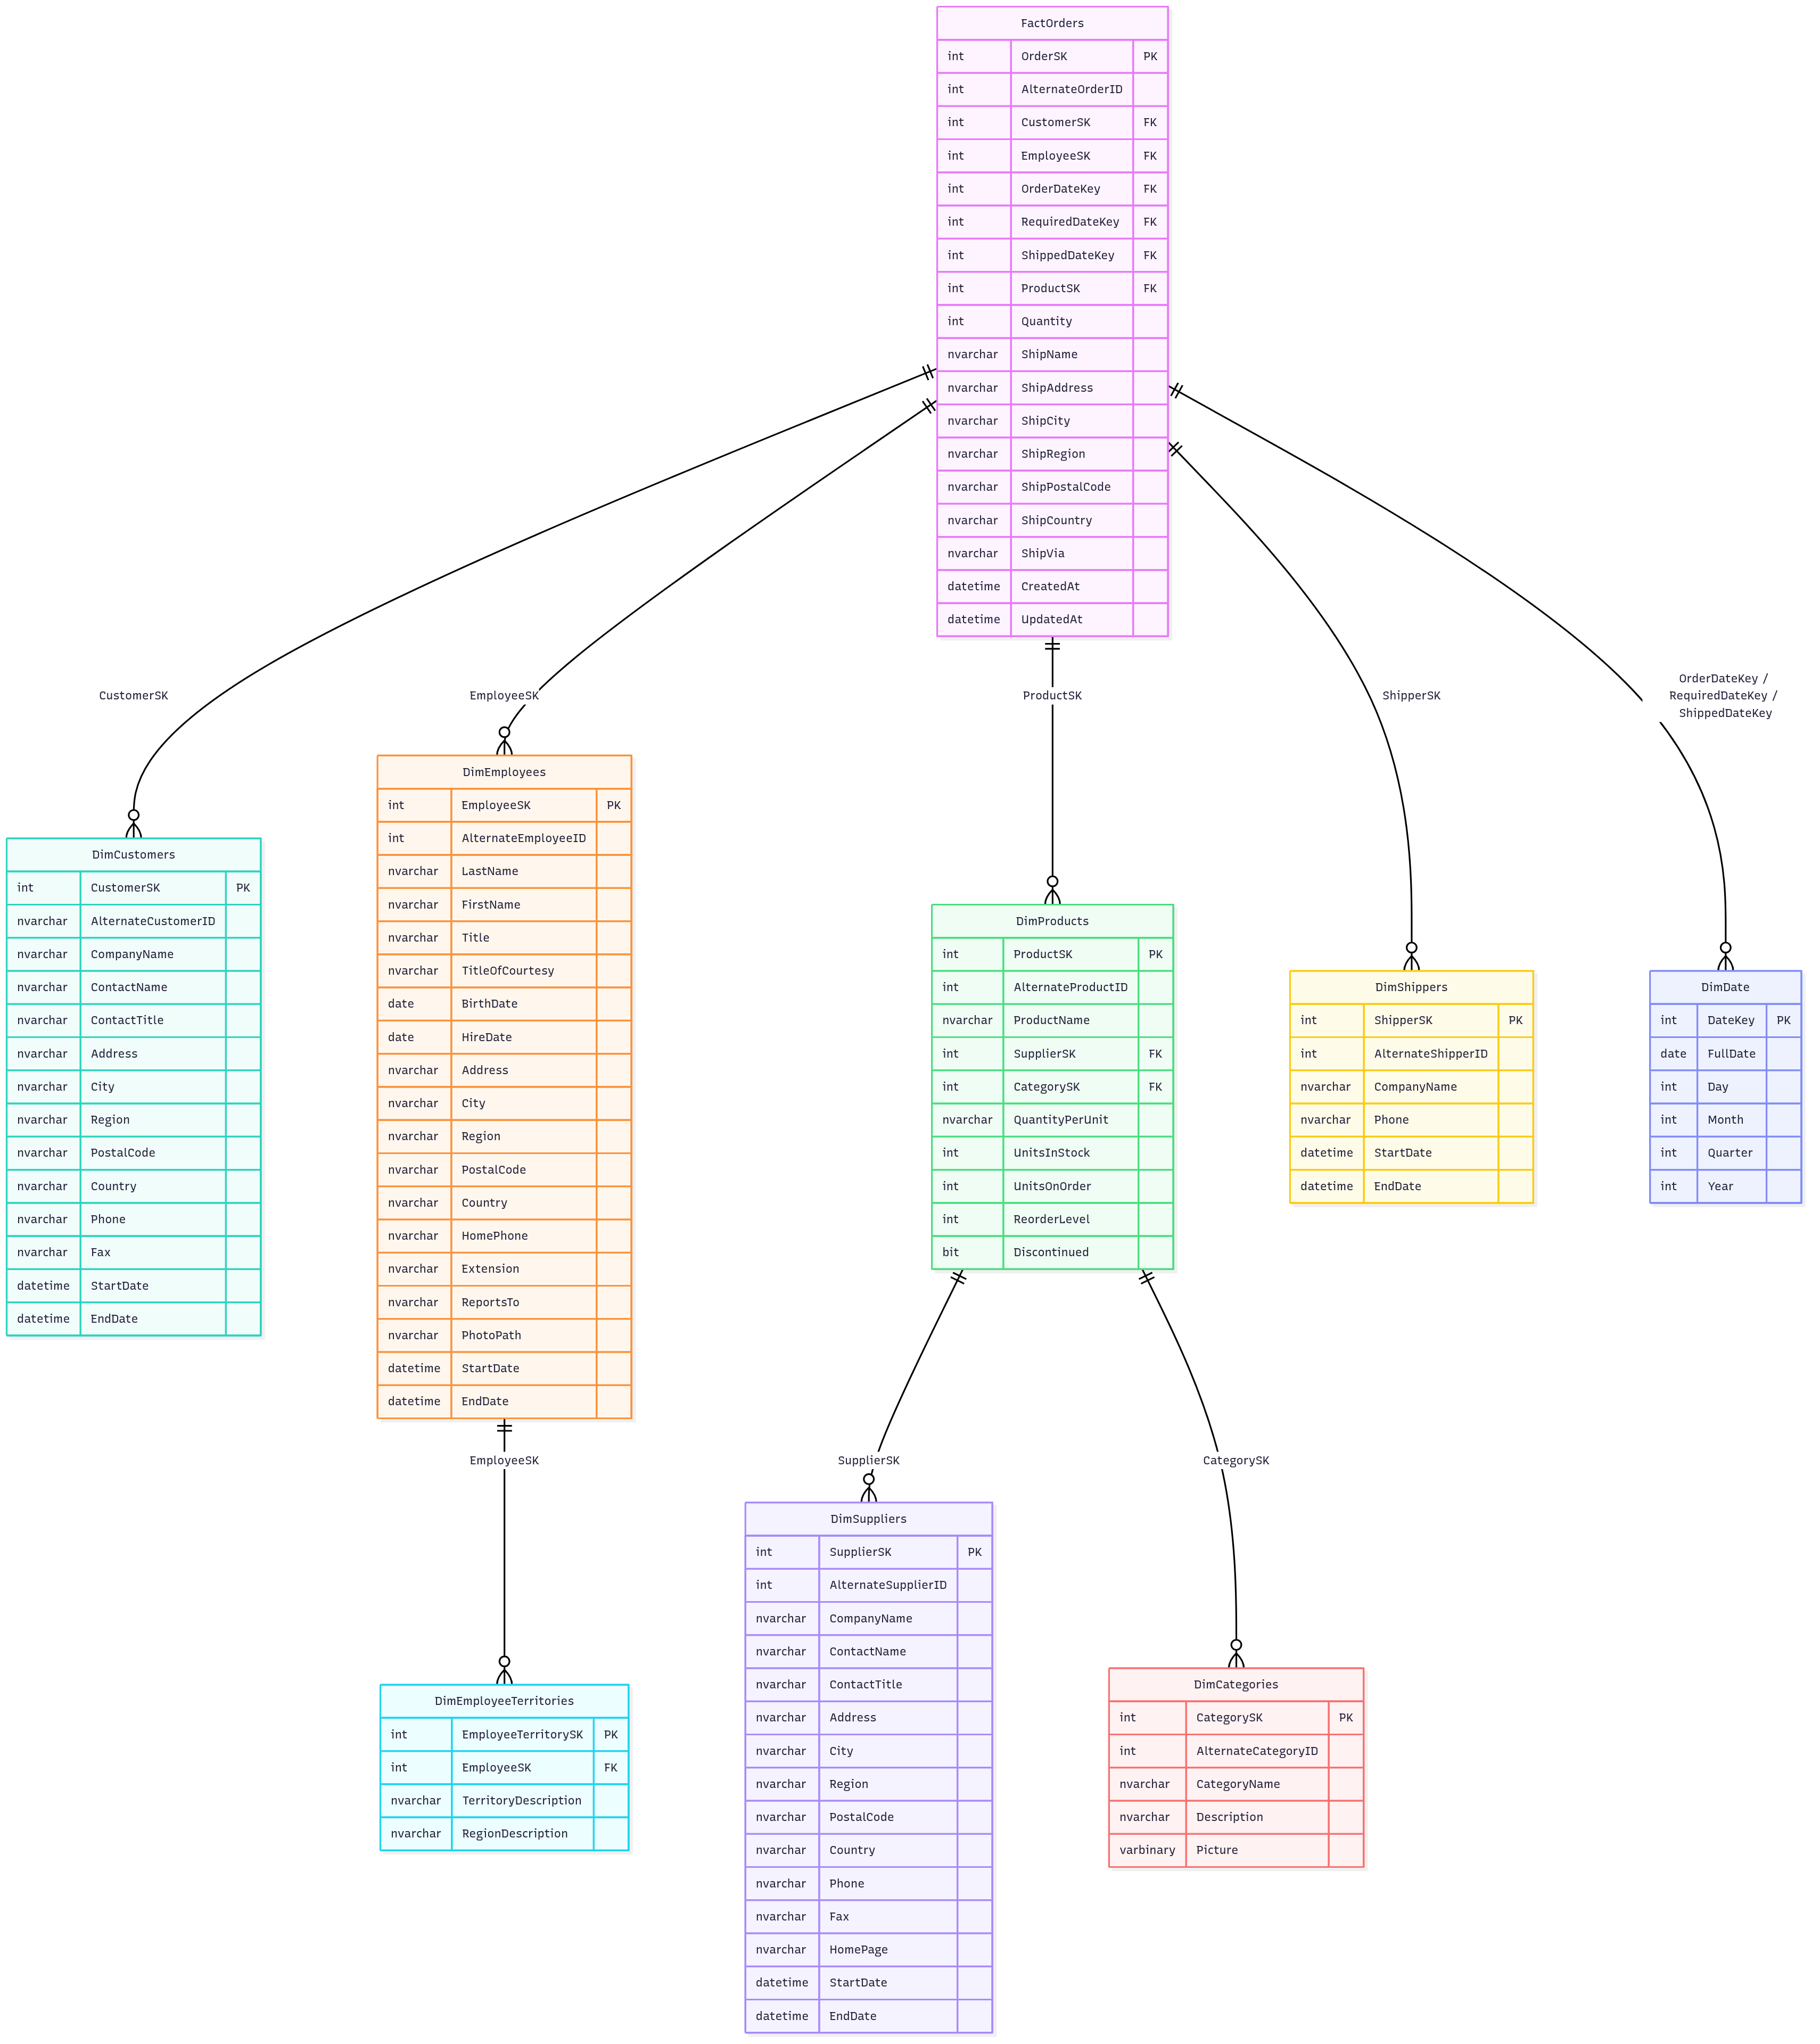 FactOrders
int OrderSK PK
int AlternateOrderID
int CustomerSK FK
int EmployeeSK FK
int OrderDateKey FK
int RequiredDateKey FK
int ShippedDateKey FK
int ProductSK FK
int Quantity
nvarchar ShipName
nvarchar ShipAddress
nvarchar ShipCity
nvarchar ShipRegion
nvarchar ShipPostalCode
nvarchar ShipCountry
nvarchar ShipVia
datetime CreatedAt
datetime UpdatedAt
CustomerSK
EmployeeSK
ProductSK
ShipperSK
OrderDateKey /
RequiredDateKey /
ShippedDateKey
DimCustomers
int CustomerSK PK
nvarchar AlternateCustomerID
nvarchar CompanyName
nvarchar ContactName
nvarchar ContactTitle
nvarchar Address
nvarchar City
nvarchar Region
nvarchar PostalCode
nvarchar Country
nvarchar Phone
nvarchar Fax
datetime StartDate
datetime EndDate
DimEmployees
int EmployeeSK PK
int AlternateEmployeeID
nvarchar LastName
nvarchar FirstName
nvarchar Title
nvarchar TitleOfCourtesy
date BirthDate
date HireDate
nvarchar Address
nvarchar City
nvarchar Region
nvarchar PostalCode
nvarchar Country
nvarchar HomePhone
nvarchar Extension
nvarchar ReportsTo
nvarchar PhotoPath
datetime StartDate
datetime EndDate
DimProducts
int ProductSK PK
int AlternateProductID
nvarchar ProductName
int SupplierSK FK
int CategorySK FK
nvarchar QuantityPerUnit
int UnitsInStock
int UnitsOnOrder
int ReorderLevel
bit Discontinued
DimShippers
int ShipperSK PK
int AlternateShipperID
nvarchar CompanyName
nvarchar Phone
datetime StartDate
datetime EndDate
DimDate
int DateKey PK
date FullDate
int Day
int Month
int Quarter
int Year
EmployeeSK
SupplierSK
CategorySK
DimEmployeeTerritories
int EmployeeTerritorySK PK
int EmployeeSK FK
nvarchar TerritoryDescription
nvarchar RegionDescription
DimSuppliers
int SupplierSK PK
int AlternateSupplierID
nvarchar CompanyName
nvarchar ContactName
nvarchar ContactTitle
nvarchar Address
nvarchar City
nvarchar Region
nvarchar PostalCode
nvarchar Country
nvarchar Phone
nvarchar Fax
nvarchar HomePage
datetime StartDate
datetime EndDate
DimCategories
int CategorySK PK
int AlternateCategoryID
nvarchar CategoryName
nvarchar Description
varbinary Picture